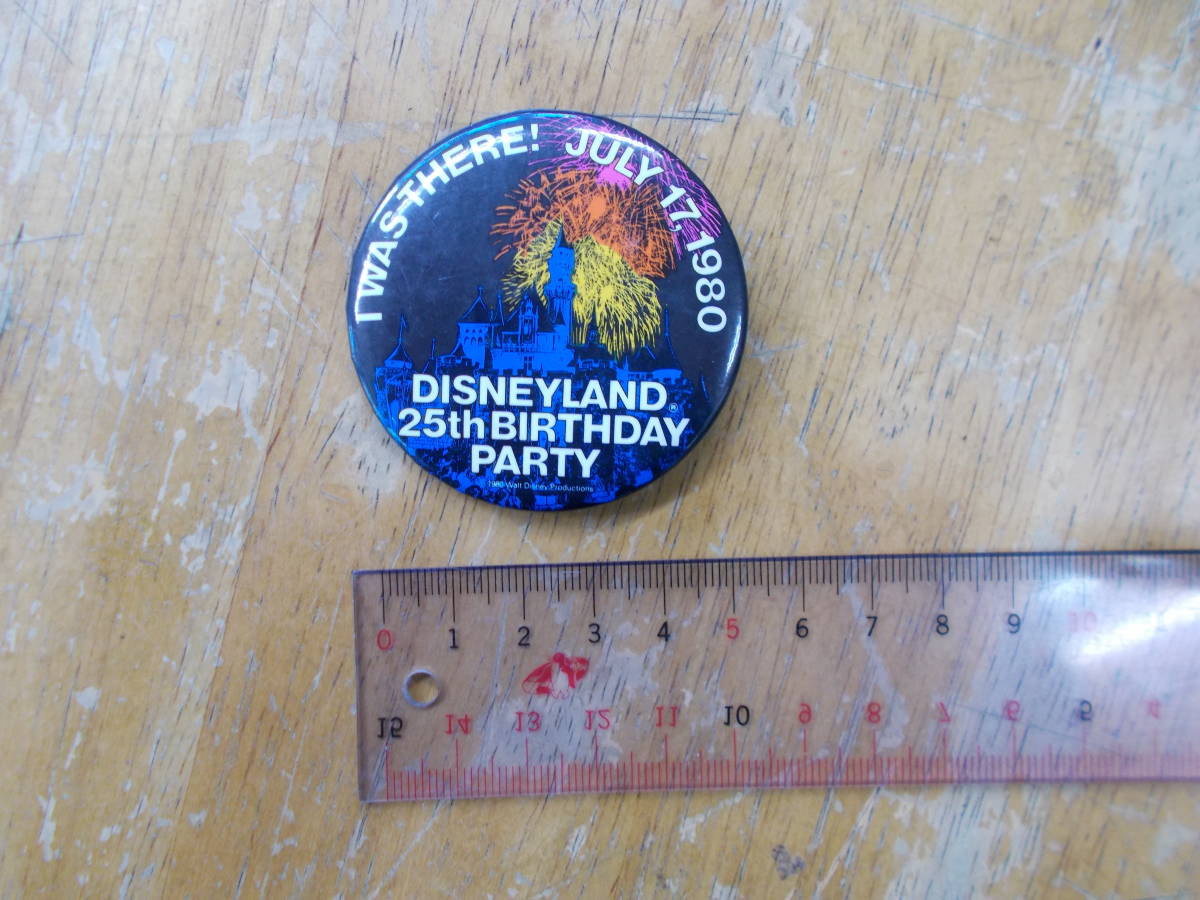 I WAS THERE! JULY 17, 1980
DISNEYLAND®
25th BIRTHDAY
PARTY
1980 Walt Disney Productions
0 1 2 3 4 5 6 7 8 9 10
15 14 13 12 11 10 9 8 7 6 5 4